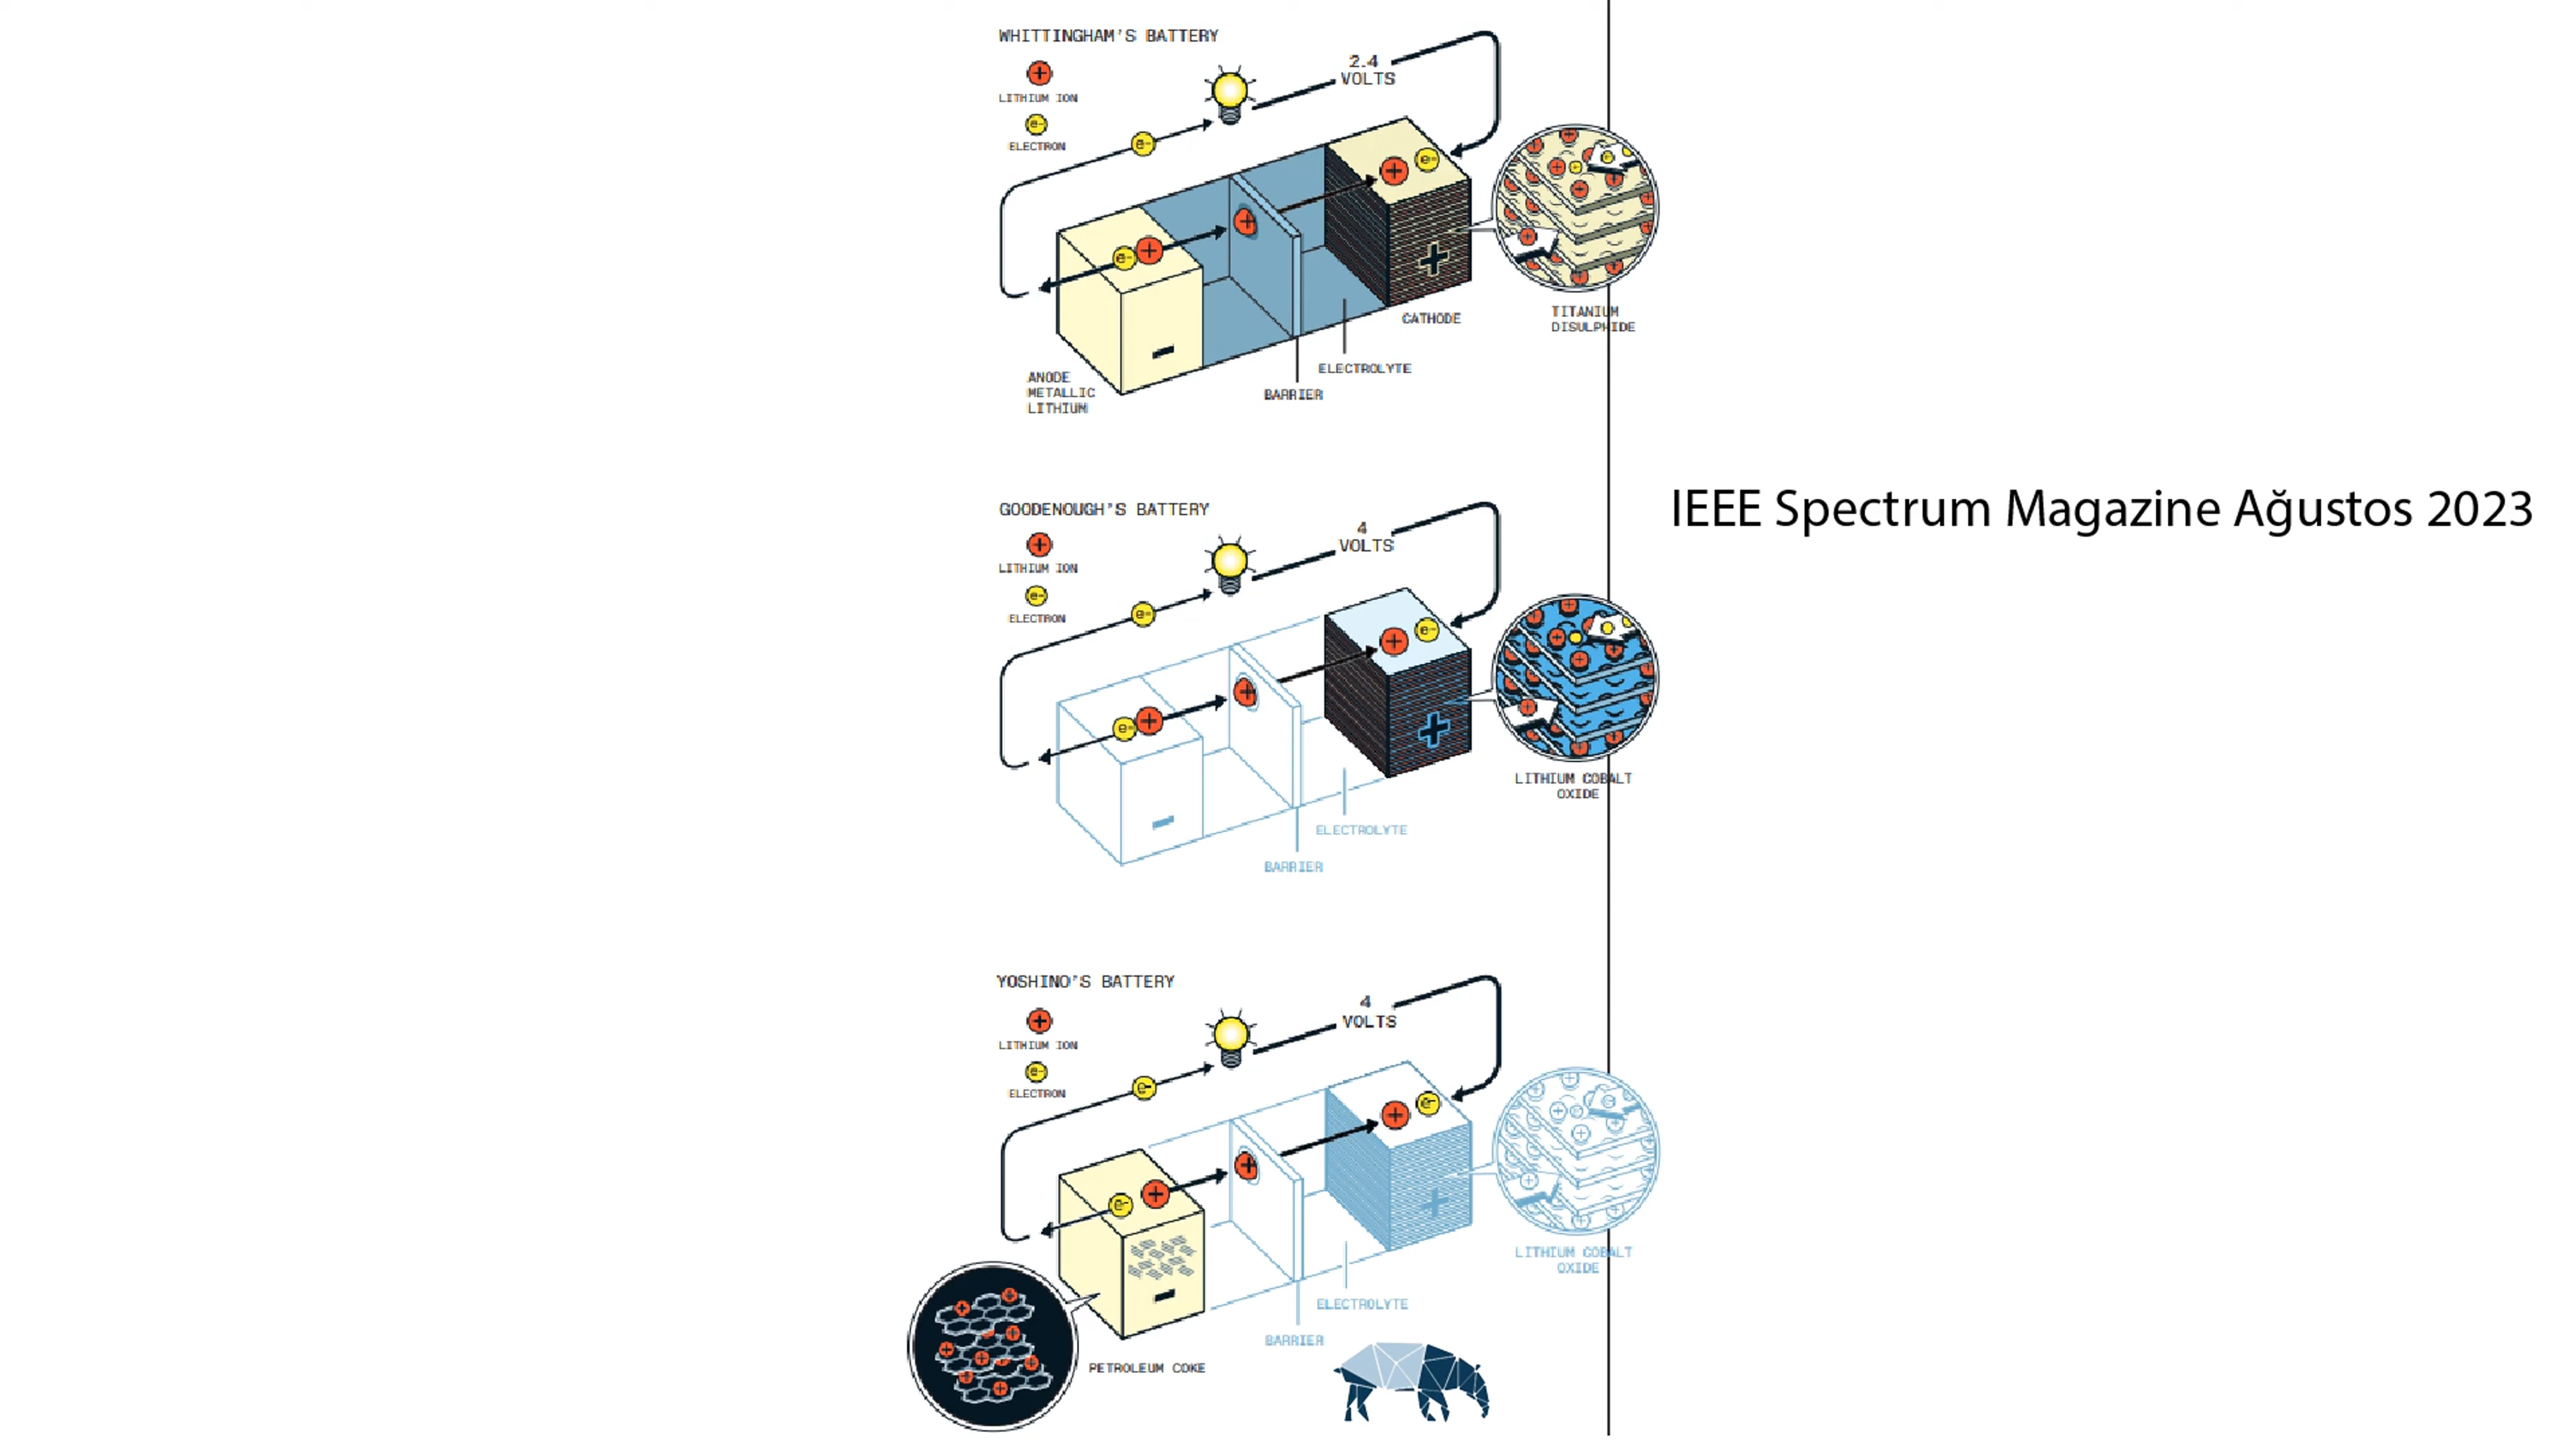 WHITTINGHAM'S BATTERY
LITHIUM ION
e-
ELECTRON
2.4
VOLTS
e-
e-
e-
CATHODE
TITANIUM
DISULPHIDE
ELECTROLYTE
BARRIER
ANODE
METALLIC
LITHIUM
IEEE Spectrum Magazine Ağustos 2023
GOODENOUGH'S BATTERY
LITHIUM ION
e-
ELECTRON
4
VOLTS
e-
e-
e-
LITHIUM COBALT
OXIDE
ELECTROLYTE
BARRIER
YOSHINO'S BATTERY
LITHIUM ION
e-
ELECTRON
4
VOLTS
e-
e-
e-
LITHIUM COBALT
OXIDE
ELECTROLYTE
BARRIER
PETROLEUM COKE